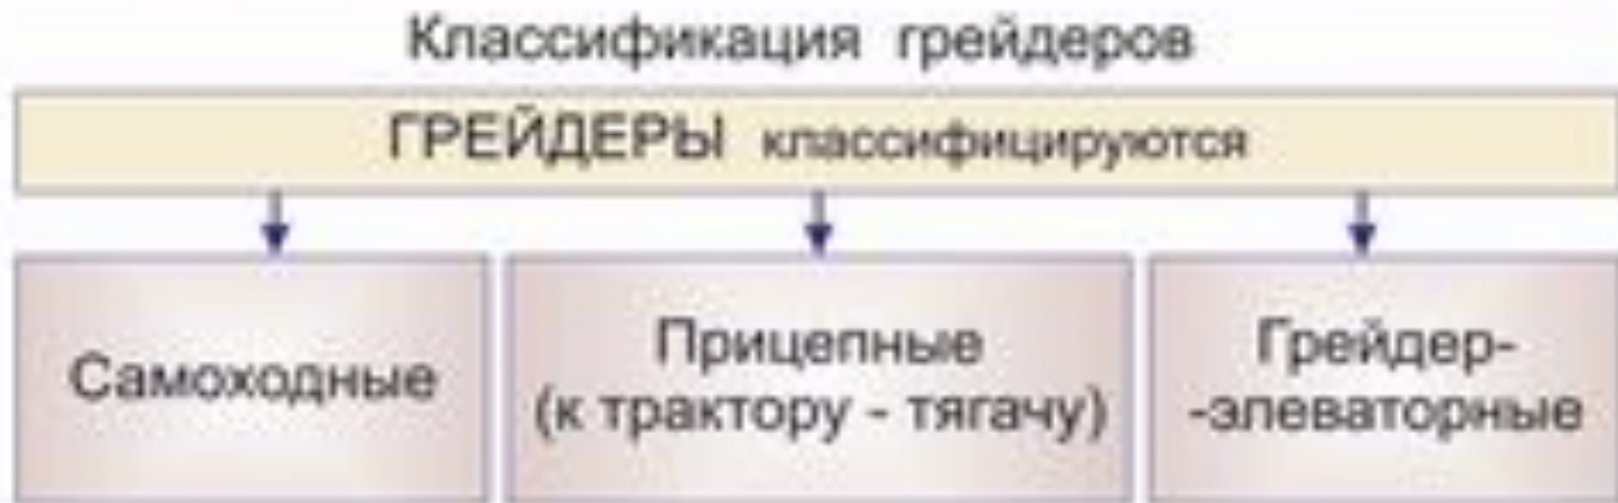 Классификация грейдеров
ГРЕЙДЕРЫ классифицируются
Самоходные
Прицепные
(к трактору - тягачу)
Грейдер-
-элеваторные